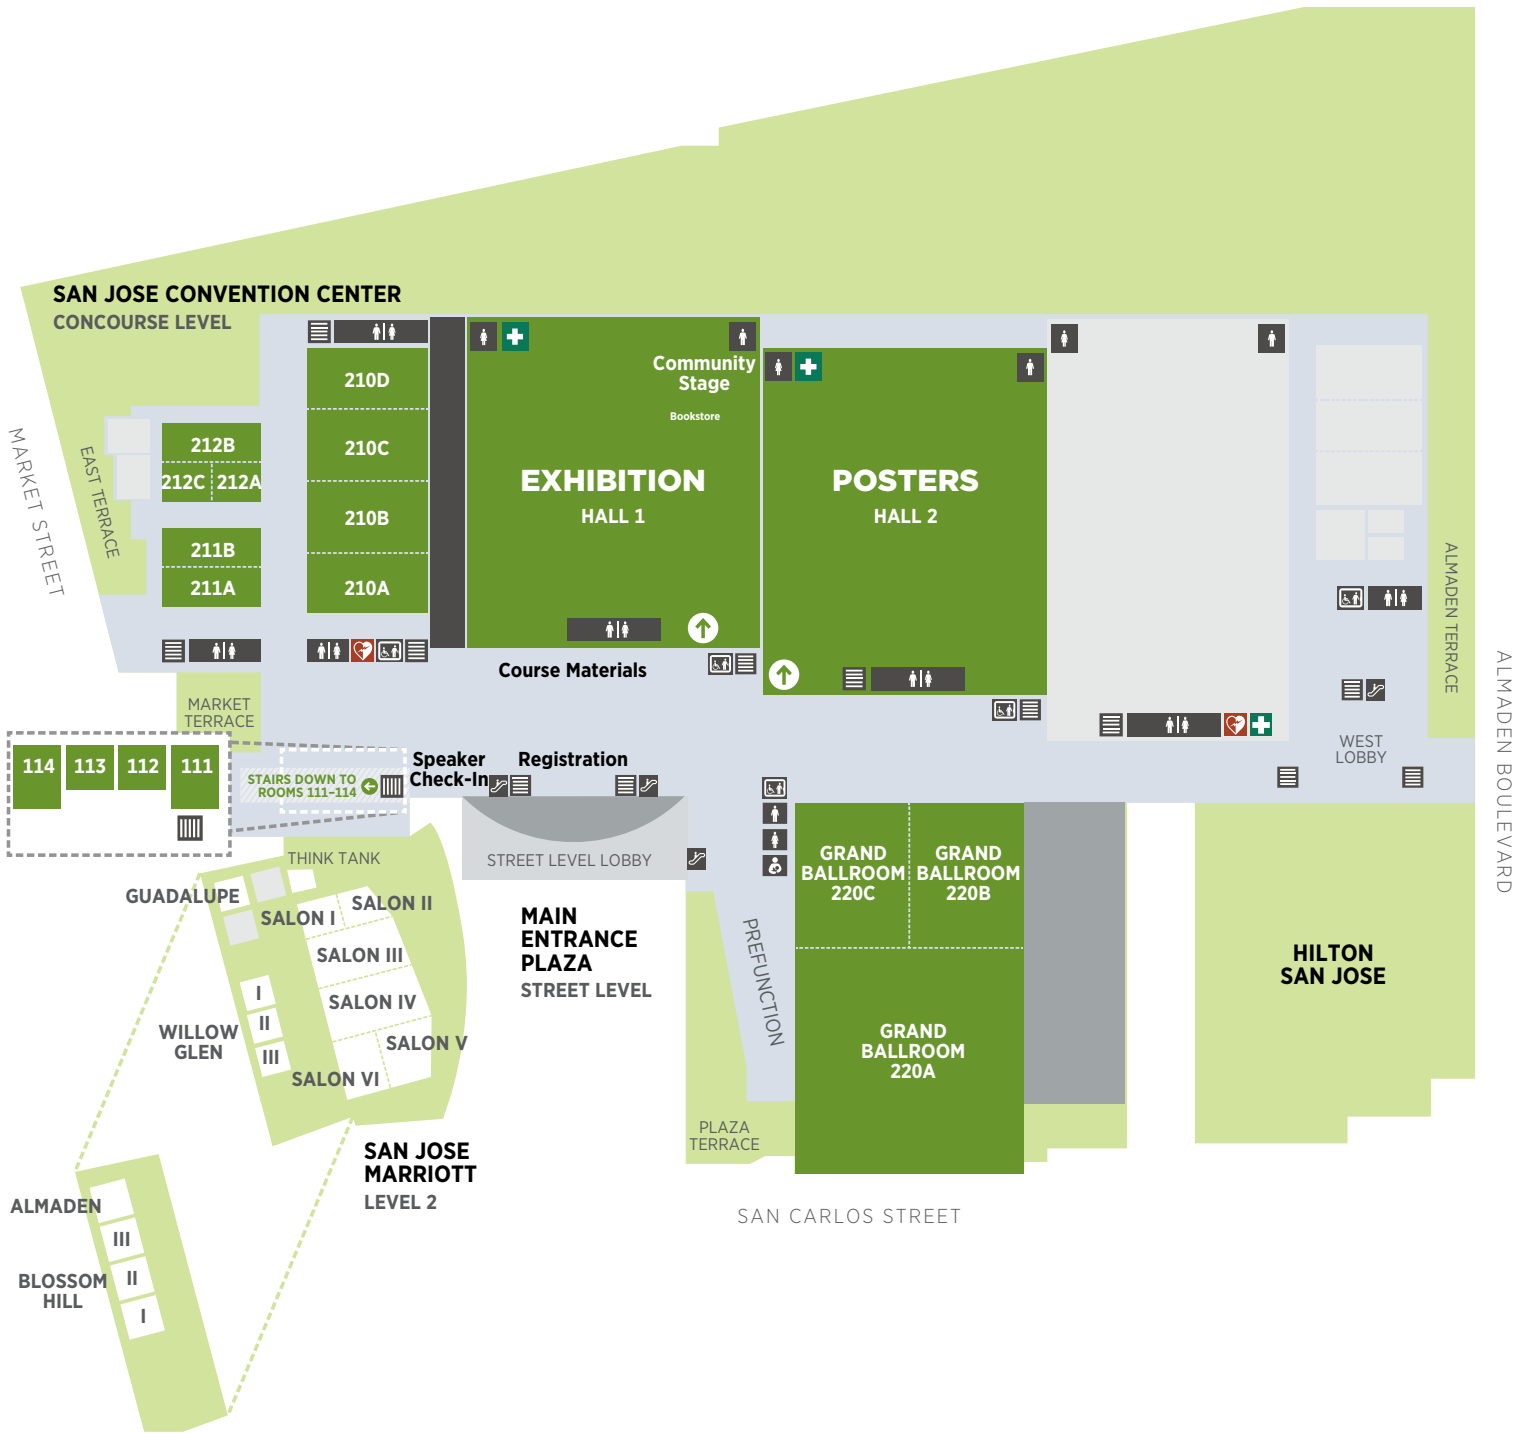 SAN JOSE CONVENTION CENTER
CONCOURSE LEVEL
MARKET STREET
EAST TERRACE
212B
212C
212A
211B
211A
210D
210C
210B
210A
Community
Stage
Bookstore
EXHIBITION
HALL 1
POSTERS
HALL 2
Course Materials
ALMADEN TERRACE
ALMADEN BOULEVARD
WEST
LOBBY
MARKET
TERRACE
114
113
112
111
STAIRS DOWN TO
ROOMS 111–114
Speaker
Check-In
Registration
STREET LEVEL LOBBY
THINK TANK
GUADALUPE
SALON I
SALON II
SALON III
SALON IV
SALON V
SALON VI
I
II
III
WILLOW
GLEN
MAIN
ENTRANCE
PLAZA
STREET LEVEL
PREFUNCTION
GRAND
BALLROOM
220C
GRAND
BALLROOM
220B
GRAND
BALLROOM
220A
HILTON
SAN JOSE
PLAZA
TERRACE
SAN JOSE
MARRIOTT
LEVEL 2
SAN CARLOS STREET
ALMADEN
III
II
I
BLOSSOM
HILL